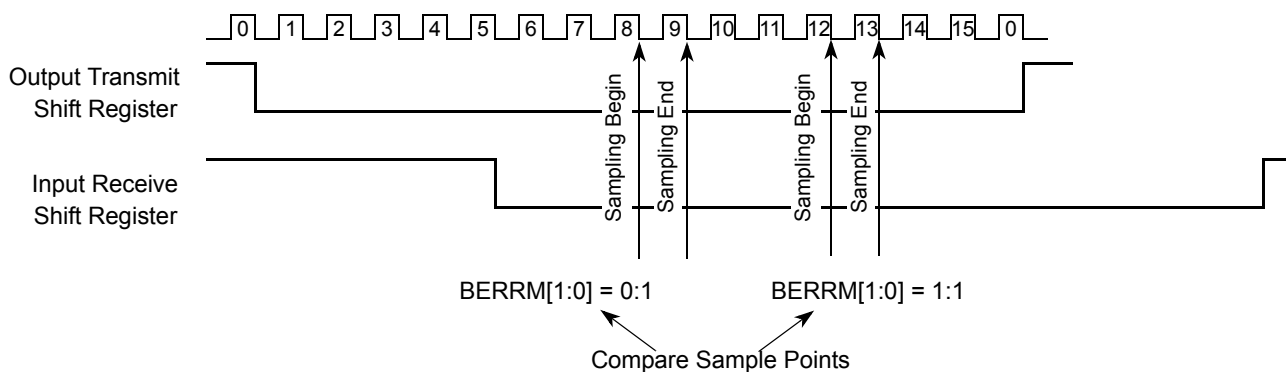 0 1 2 3 4 5 6 7 8 9 10 11 12 13 14 15 0
Output Transmit
Shift Register
Input Receive
Shift Register
Sampling Begin
Sampling End
Sampling Begin
Sampling End
BERRM[1:0] = 0:1 BERRM[1:0] = 1:1
Compare Sample Points